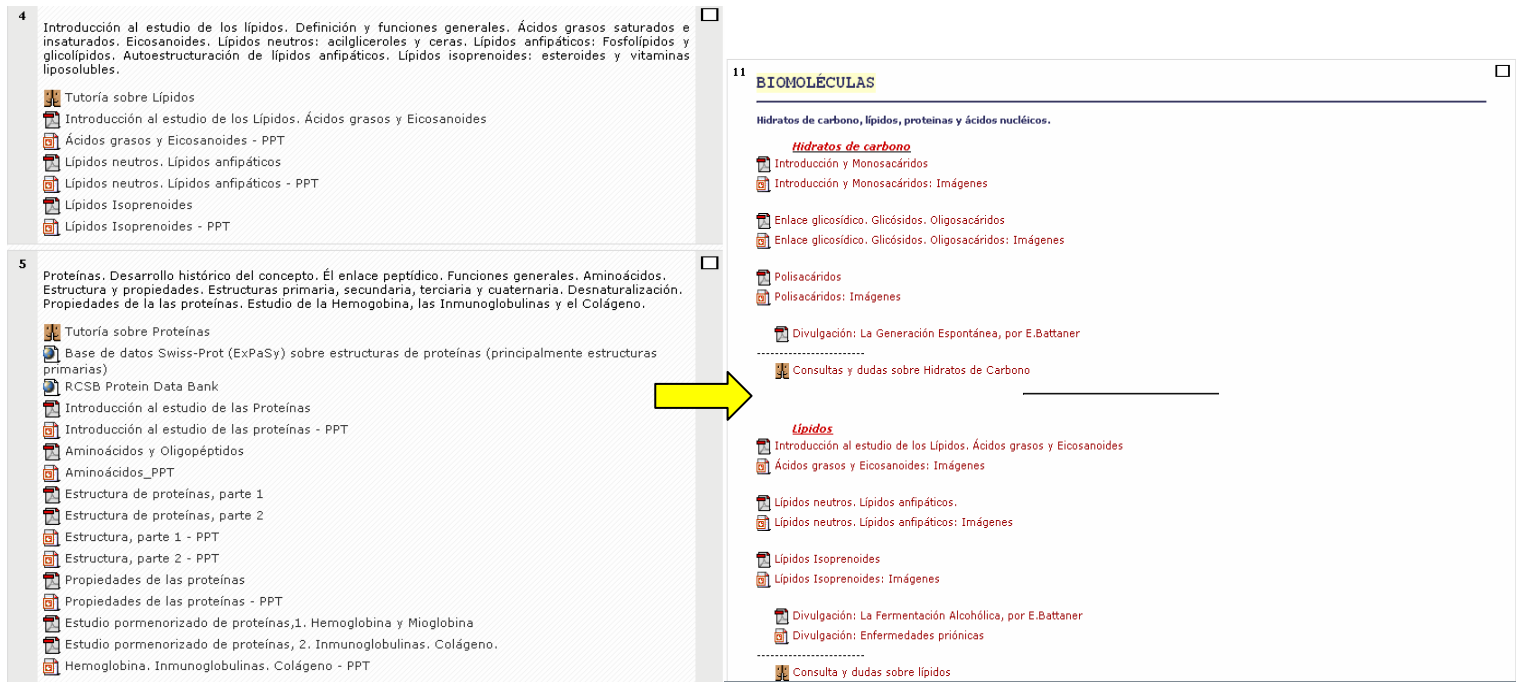 4
Introducción al estudio de los lípidos. Definición y funciones generales. Ácidos grasos saturados e
insaturados. Eicosanoides. Lípidos neutros: acilgliceroles y ceras. Lípidos anfipáticos: Fosfolípidos y
glicolípidos. Autoestructuración de lípidos anfipáticos. Lípidos isoprenoides: esteroides y vitaminas
liposolubles.
Tutoría sobre Lípidos
Introducción al estudio de los Lípidos. Ácidos grasos y Eicosanoides
Ácidos grasos y Eicosanoides - PPT
Lípidos neutros. Lípidos anfipáticos
Lípidos neutros. Lípidos anfipáticos - PPT
Lípidos Isoprenoides
Lípidos Isoprenoides - PPT
5
Proteínas. Desarrollo histórico del concepto. Él enlace peptídico. Funciones generales. Aminoácidos.
Estructura y propiedades. Estructuras primaria, secundaria, terciaria y cuaternaria. Desnaturalización.
Propiedades de la las proteínas. Estudio de la Hemogobina, las Inmunoglobulinas y el Colágeno.
Tutoría sobre Proteínas
Base de datos Swiss-Prot (ExPaSy) sobre estructuras de proteínas (principalmente estructuras
primarias)
RCSB Protein Data Bank
Introducción al estudio de las Proteínas
Introducción al estudio de las proteínas - PPT
Aminoácidos y Oligopéptidos
Aminoácidos_PPT
Estructura de proteínas, parte 1
Estructura de proteínas, parte 2
Estructura, parte 1 - PPT
Estructura, parte 2 - PPT
Propiedades de las proteínas
Propiedades de las proteínas - PPT
Estudio pormenorizado de proteínas,1. Hemoglobina y Mioglobina
Estudio pormenorizado de proteínas, 2. Inmunoglobulinas. Colágeno.
Hemoglobina. Inmunoglobulinas. Colágeno - PPT
11
BIOMOLÉCULAS
Hidratos de carbono, lípidos, proteinas y ácidos nucléicos.
Hidratos de carbono
Introducción y Monosacáridos
Introducción y Monosacáridos: Imágenes
Enlace glicosídico. Glicósidos. Oligosacáridos
Enlace glicosídico. Glicósidos. Oligosacáridos: Imágenes
Polisacáridos
Polisacáridos: Imágenes
Divulgación: La Generación Espontánea, por E.Battaner
-----------------------
Consultas y dudas sobre Hidratos de Carbono
Lípidos
Introducción al estudio de los Lípidos. Ácidos grasos y Eicosanoides
Ácidos grasos y Eicosanoides: Imágenes
Lípidos neutros. Lípidos anfipáticos.
Lípidos neutros. Lípidos anfipáticos: Imágenes
Lípidos Isoprenoides
Lípidos Isoprenoides: Imágenes
Divulgación: La Fermentación Alcohólica, por E.Battaner
Divulgación: Enfermedades priónicas
-----------------------
Consulta y dudas sobre lípidos